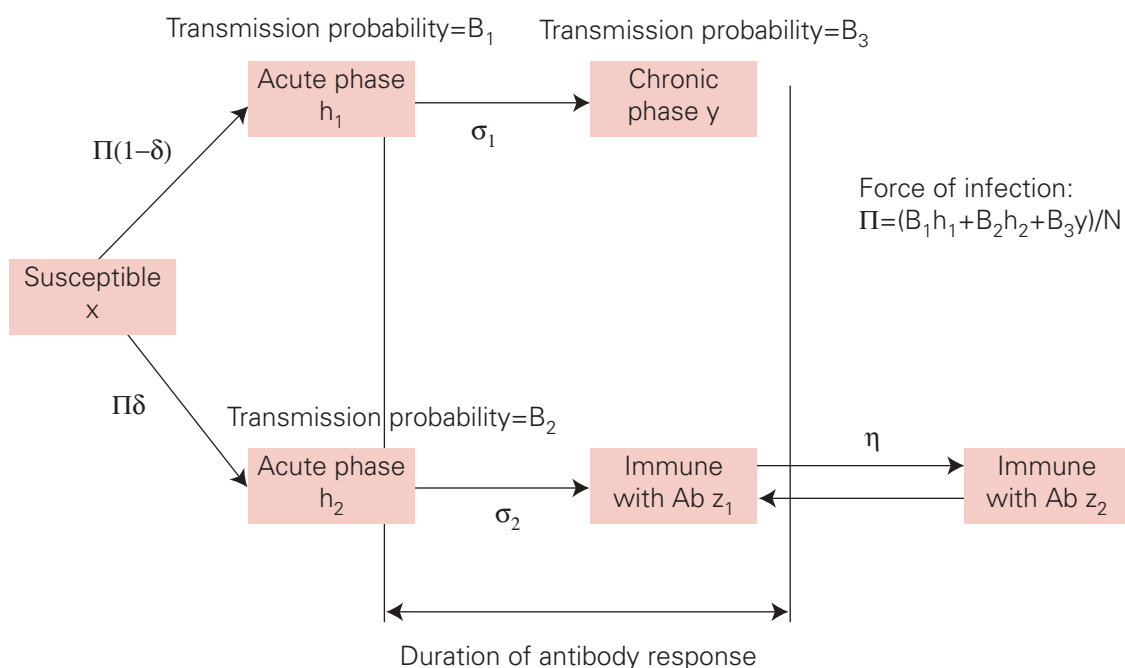 Transmission probability=B₁
Transmission probability=B₃
Acute phase
h₁
Chronic
phase y
σ₁
Π(1−δ)
Force of infection:
Π=(B₁h₁+B₂h₂+B₃y)/N
Susceptible
x
Πδ
Transmission probability=B₂
Acute phase
h₂
σ₂
Immune
with Ab z₁
η
Immune
with Ab z₂
Duration of antibody response